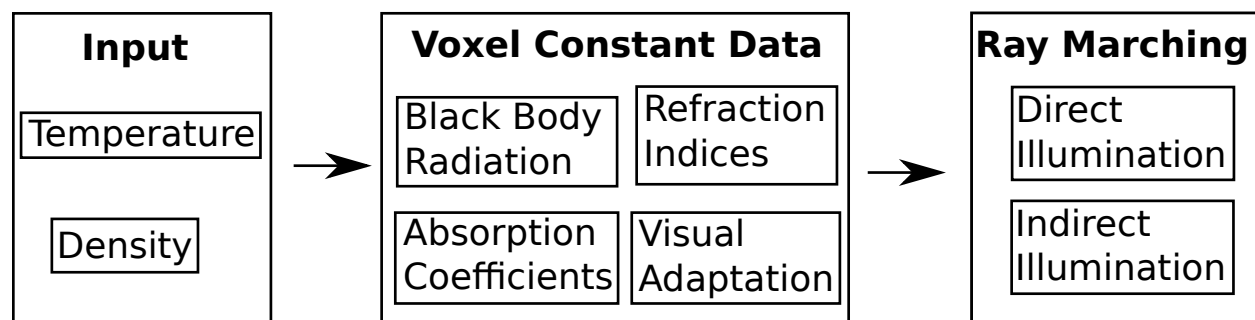 Input
Temperature
Density
Voxel Constant Data
Black Body
Radiation
Refraction
Indices
Absorption
Coefficients
Visual
Adaptation
Ray Marching
Direct
Illumination
Indirect
Illumination